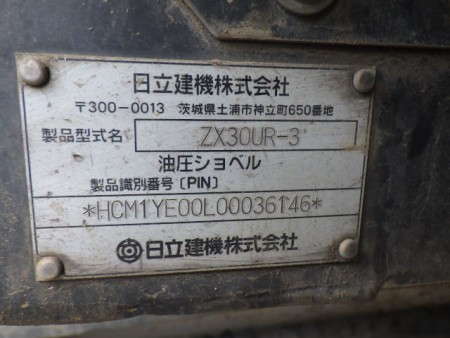 日立建機株式会社
〒300-0013 茨城県土浦市神立町650番地
製品型式名 ZX30UR-3
油圧ショベル
製品識別番号〔PIN〕
*HCM1YE00L00036146*
日立建機株式会社